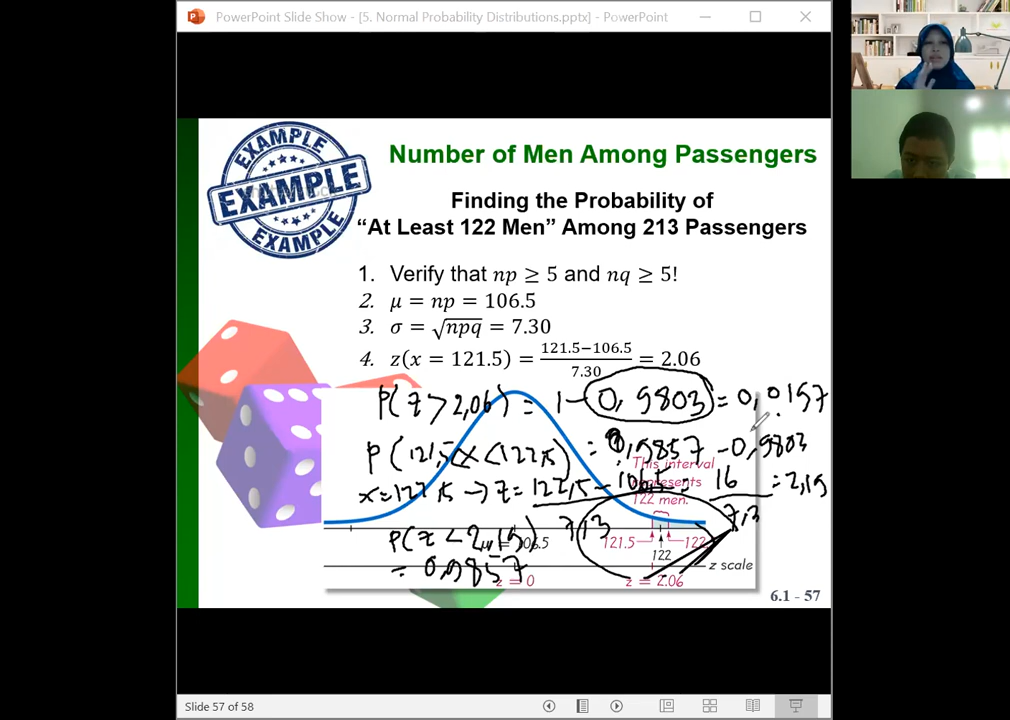 PowerPoint Slide Show - [5. Normal Probability Distributions.pptx] - PowerPoint
EXAMPLE
EXAMPLE
EXAMPLE
Number of Men Among Passengers
Finding the Probability of
“At Least 122 Men” Among 213 Passengers
1. Verify that np ≥ 5 and nq ≥ 5!
2. μ = np = 106.5
3. σ = √npq = 7.30
4. z(x = 121.5) = 121.5−106.5 / 7.30 = 2.06
P(z > 2,06) = 1 - 0,9803 = 0,0197
P(121,5 < x < 122,5) = 0,9857 - 0,9803
This interval
represents
122 men.
x = 122,5 → z = 122,5 - 106,5 / 7,3 = 16 / 7,3 = 2,19
P(z < 2,19)
= 0,9857
μ = 106.5
121.5
122
z = 0
z = 2.06
z scale
6.1 - 57
Slide 57 of 58